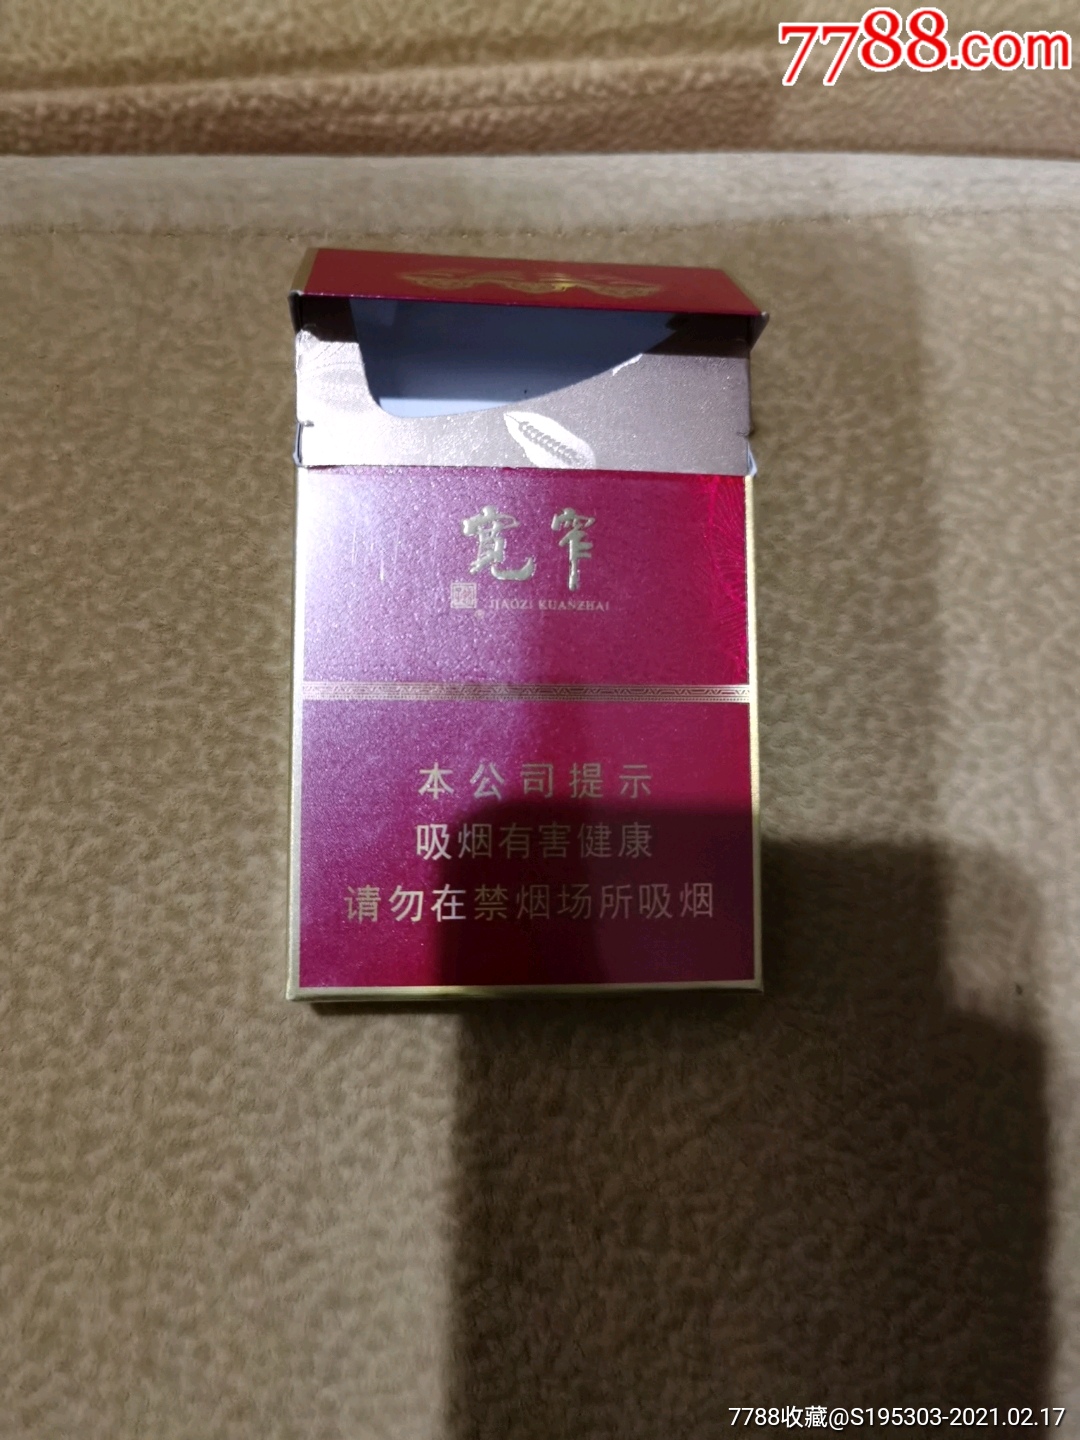 7788.com
寬窄
JIAOZI KUANZHAI
本公司提示
吸烟有害健康
请勿在禁烟场所吸烟
7788收藏@S195303-2021.02.17